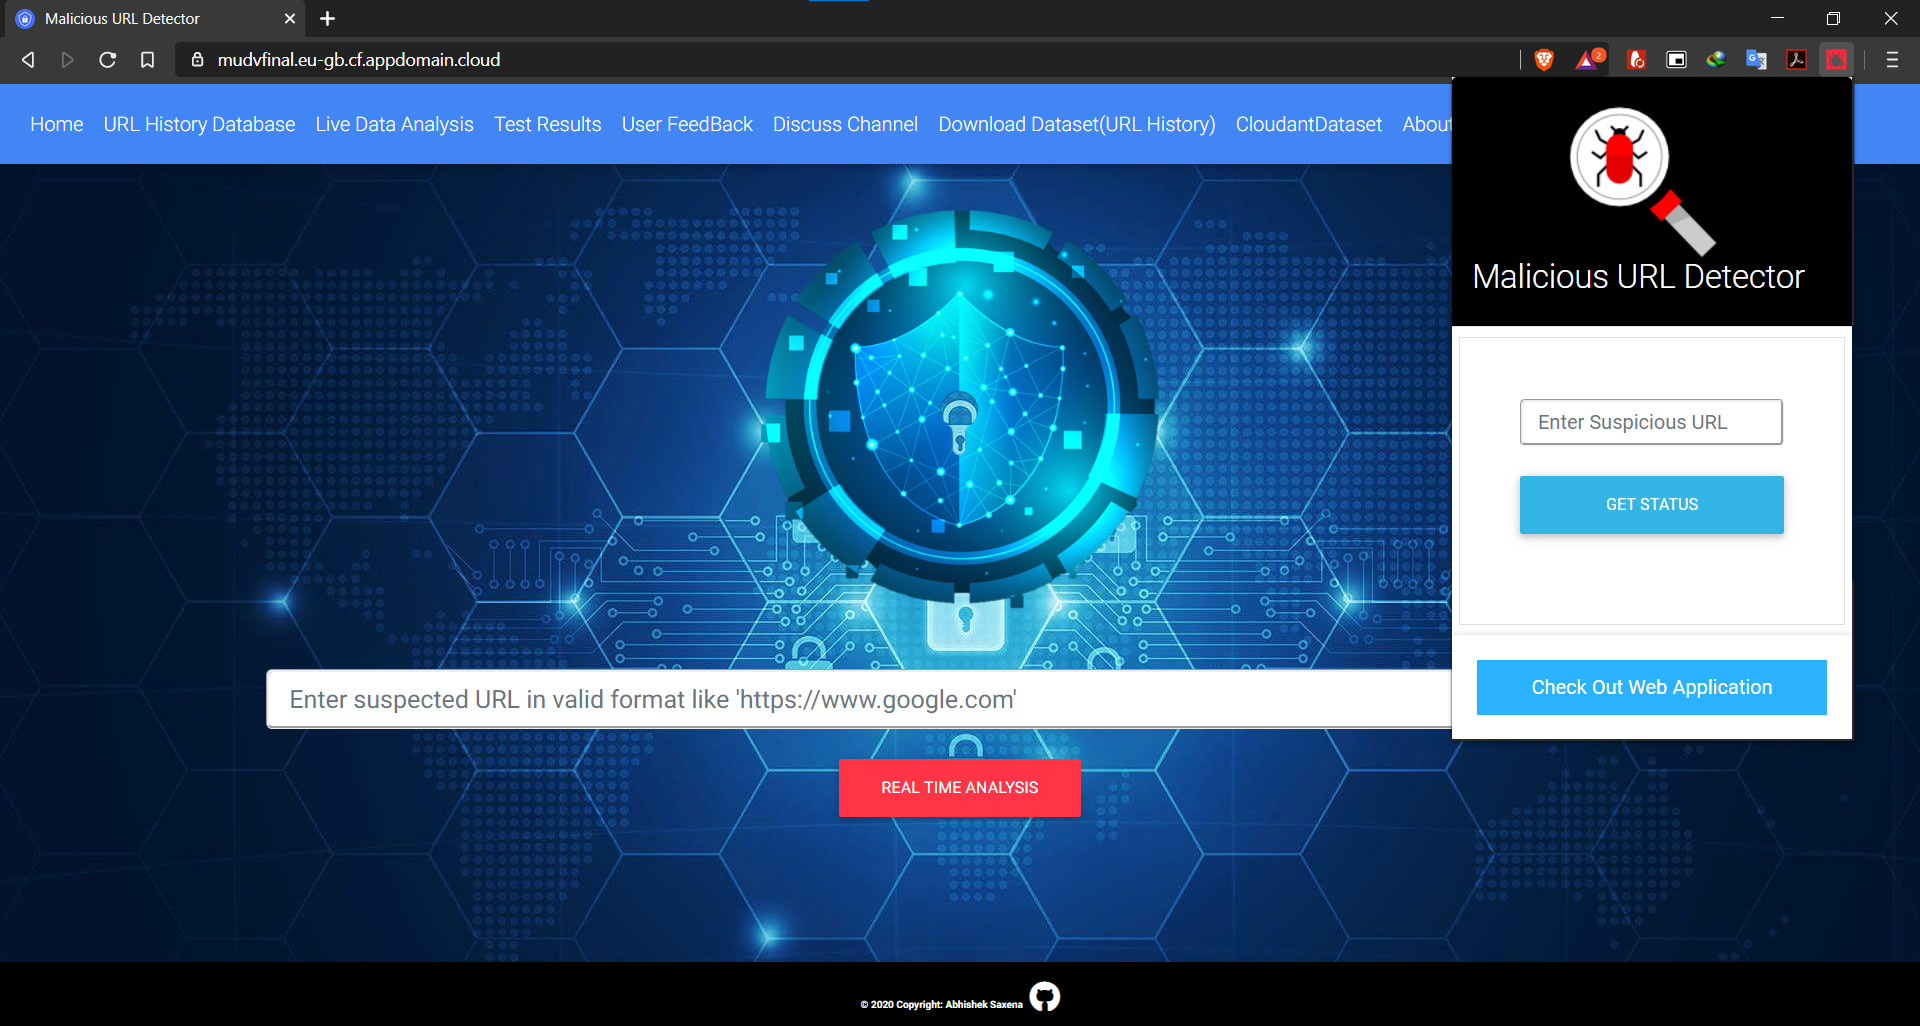 Malicious URL Detector
mudvfinal.eu-gb.cf.appdomain.cloud
2
Home URL History Database Live Data Analysis Test Results User FeedBack Discuss Channel Download Dataset(URL History) CloudantDataset About
Malicious URL Detector
Enter Suspicious URL
GET STATUS
Check Out Web Application
Enter suspected URL in valid format like 'https://www.google.com'
REAL TIME ANALYSIS
© 2020 Copyright: Abhishek Saxena